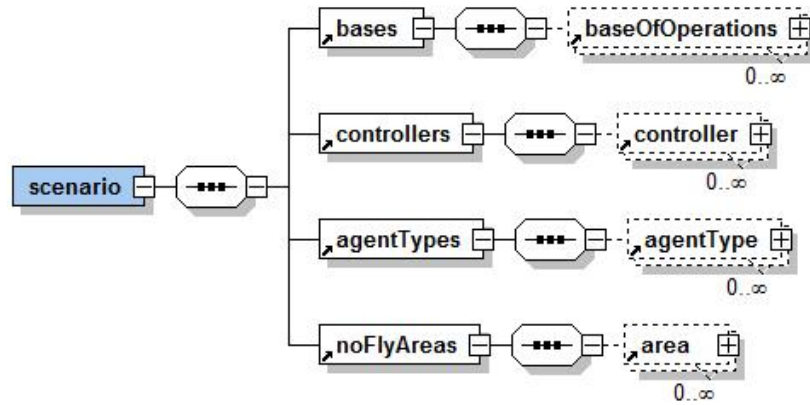 bases
baseOfOperations
0..∞
controllers
controller
0..∞
scenario
agentTypes
agentType
0..∞
noFlyAreas
area
0..∞